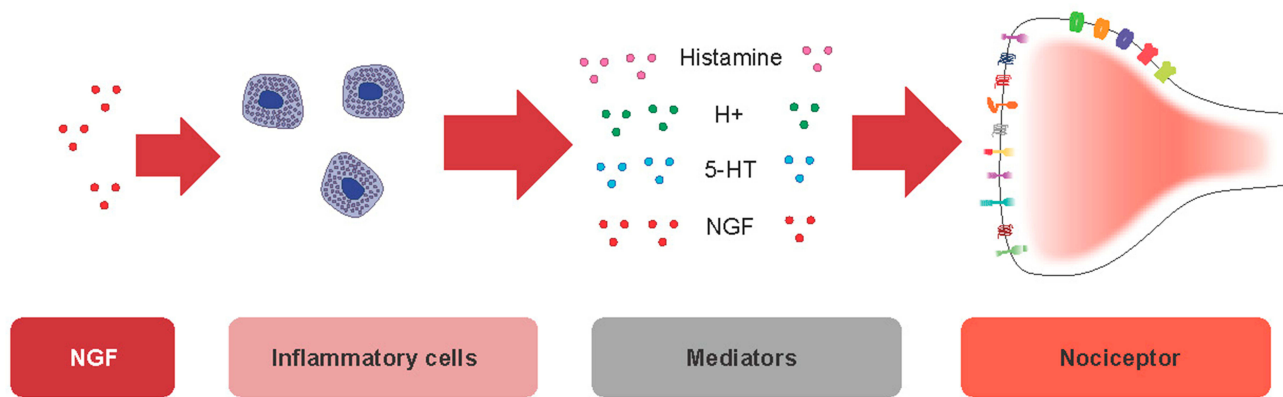 Histamine
H+
5-HT
NGF
NGF
Inflammatory cells
Mediators
Nociceptor